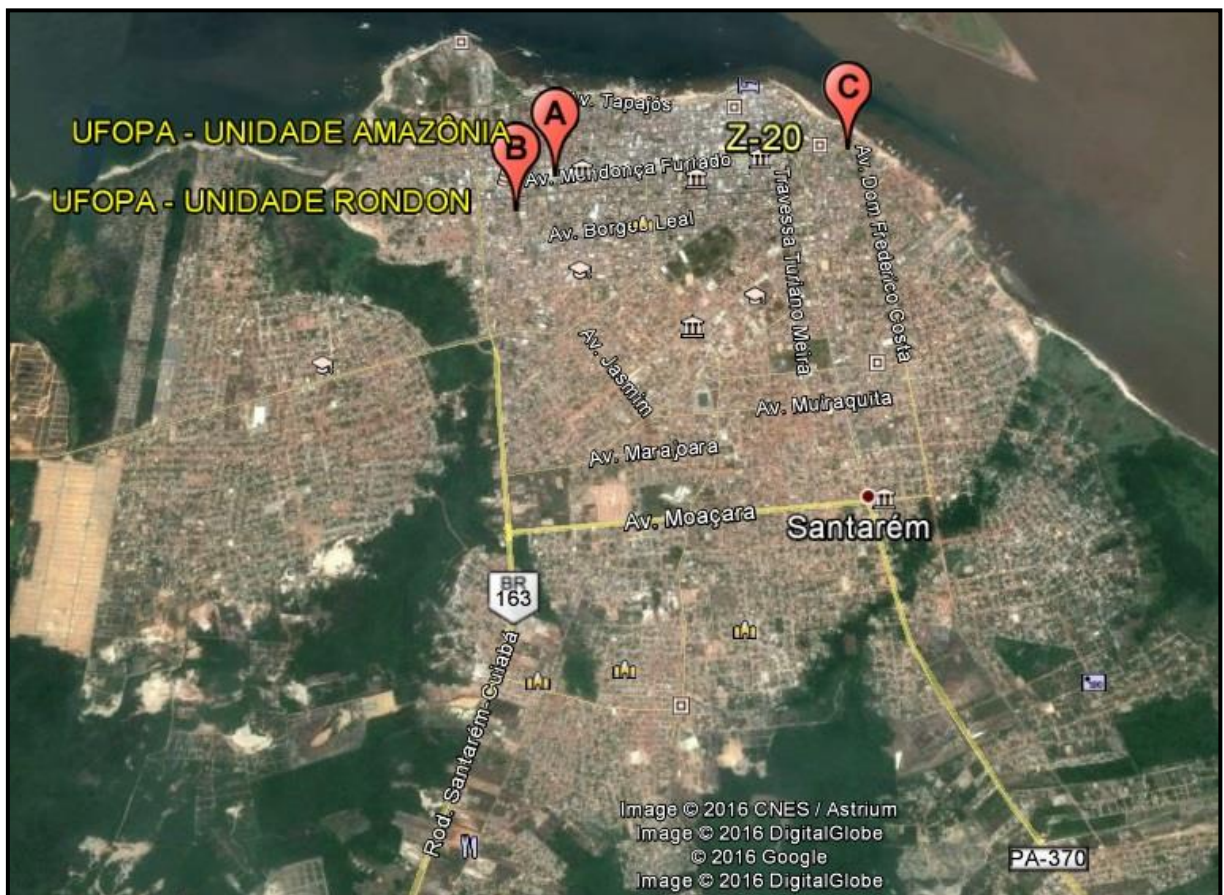 Av. Tapajós
A
C
UFOPA - UNIDADE AMAZÔNIA
B
Z-20
Av. Mendonça Furtado
UFOPA - UNIDADE RONDON
Av. Borges Leal
Travessa Turiano Meira
Av. Dom Frederico Costa
Av. Jasmim
Av. Muiraquita
Av. Marajoara
Av. Moaçara
Santarém
BR
163
Rod. Santarém-Cuiabá
Image © 2016 CNES / Astrium
Image © 2016 DigitalGlobe
© 2016 Google
Image © 2016 DigitalGlobe
PA-370